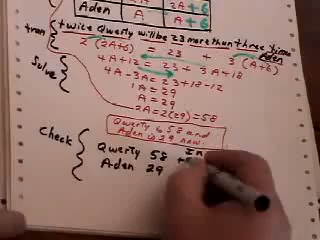 2A 2A + 6
Aden A A + 6
tran
twice Qwerty will be 23 more than three times Aden
2 (2A+6) = 23 + 3 (A+6)
Solve
4A + 12 = 23 + 3A + 18
4A - 3A = 23 + 18 - 12
1A = 29
A = 29
2A = 2(29) = 58
Qwerty is 58 and
Aden is 29 now.
Check
Qwerty 58
Aden 29